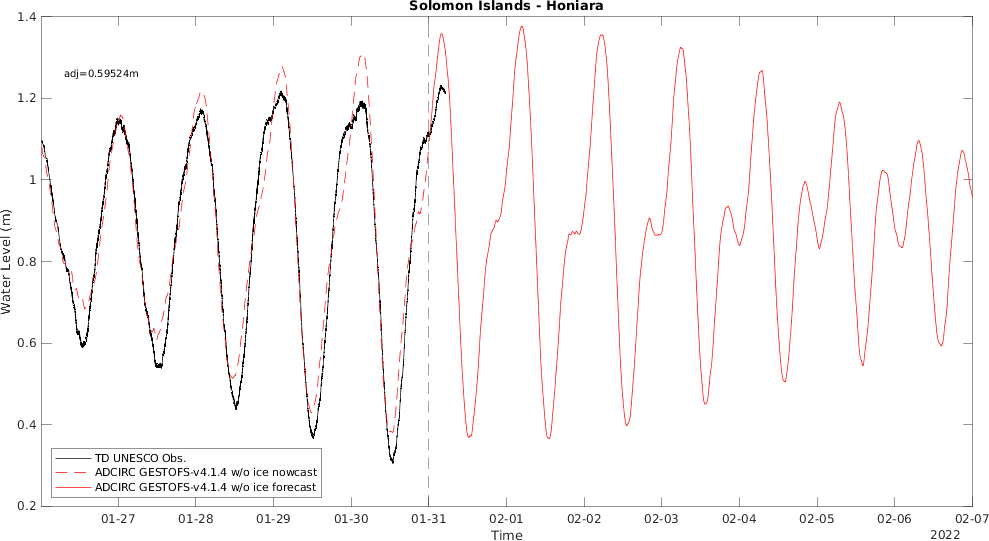 Solomon Islands - Honiara
adj=0.59524m
1.4
1.2
1
0.8
0.6
0.4
0.2
Water Level (m)
TD UNESCO Obs.
ADCIRC GESTOFS-v4.1.4 w/o ice nowcast
ADCIRC GESTOFS-v4.1.4 w/o ice forecast
01-27 01-28 01-29 01-30 01-31 02-01 02-02 02-03 02-04 02-05 02-06 02-07
Time
2022